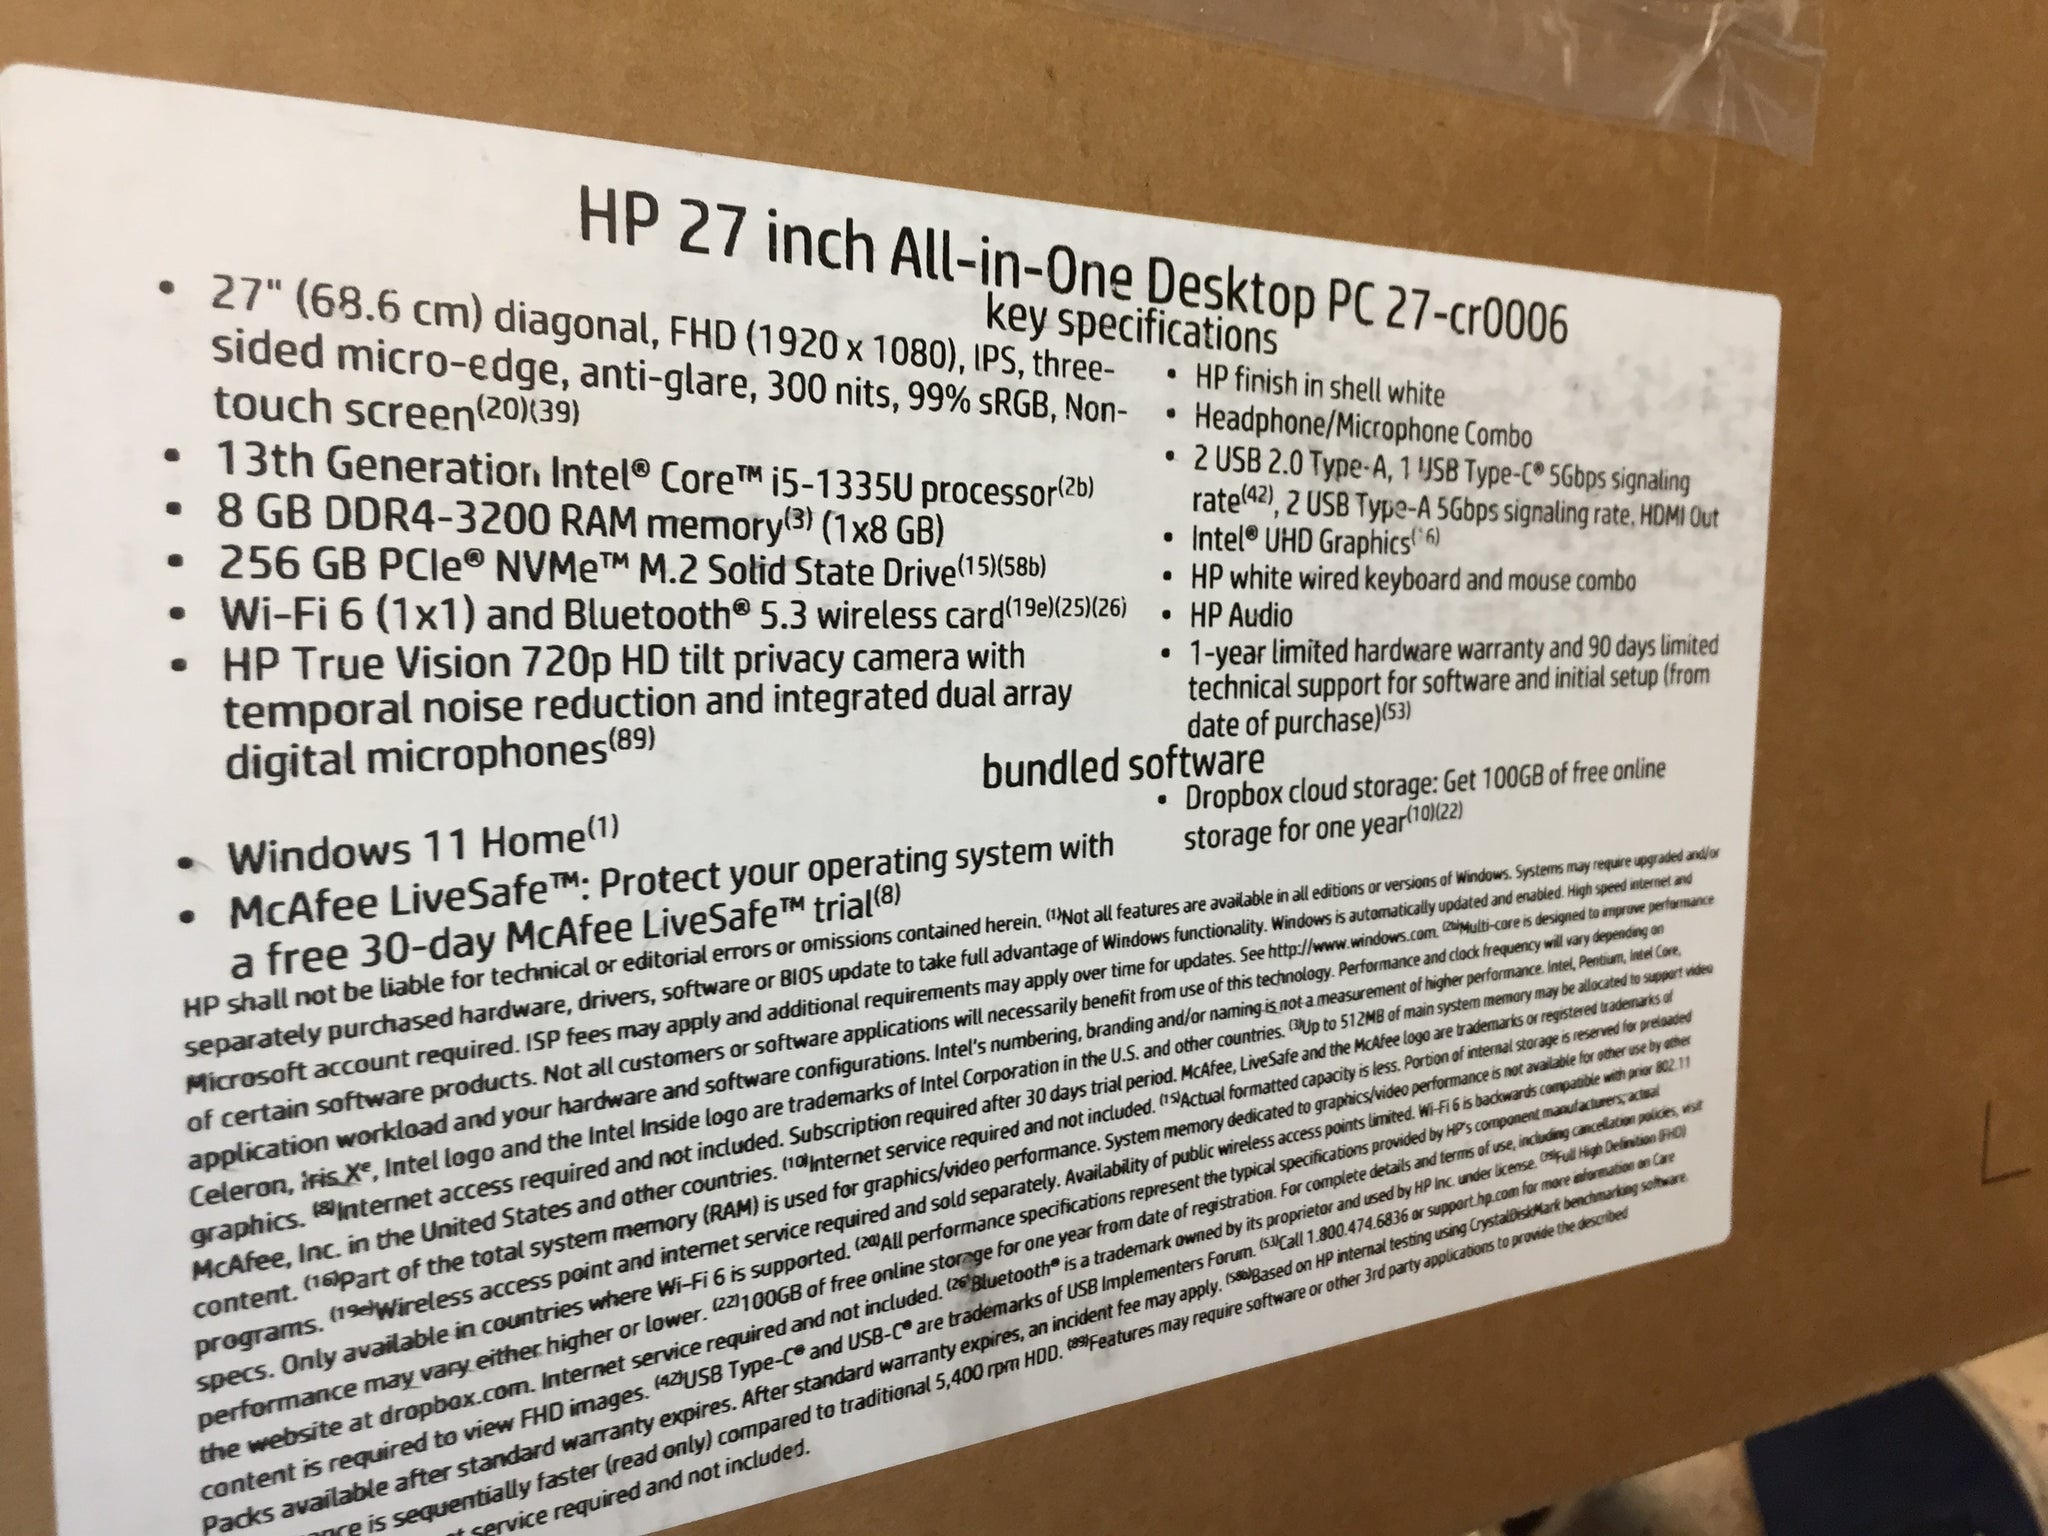 HP 27 inch All-in-One Desktop PC 27-cr0006
key specifications
• 27" (68.6 cm) diagonal, FHD (1920 x 1080), IPS, three-
sided micro-edge, anti-glare, 300 nits, 99% sRGB, Non-
touch screen(20)(39)
• 13th Generation Intel® Core™ i5-1335U processor(2b)
• 8 GB DDR4-3200 RAM memory(3) (1x8 GB)
• 256 GB PCIe® NVMe™ M.2 Solid State Drive(15)(58b)
• Wi-Fi 6 (1x1) and Bluetooth® 5.3 wireless card(19e)(25)(26)
• HP True Vision 720p HD tilt privacy camera with
temporal noise reduction and integrated dual array
digital microphones(89)
• HP finish in shell white
• Headphone/Microphone Combo
• 2 USB 2.0 Type-A, 1 USB Type-C® 5Gbps signaling
rate(42), 2 USB Type-A 5Gbps signaling rate, HDMI Out
• Intel® UHD Graphics(16)
• HP white wired keyboard and mouse combo
• HP Audio
• 1-year limited hardware warranty and 90 days limited
technical support for software and initial setup (from
date of purchase)(53)
bundled software
• Windows 11 Home(1)
• McAfee LiveSafe™: Protect your operating system with
a free 30-day McAfee LiveSafe™ trial(8)
• Dropbox cloud storage: Get 100GB of free online
storage for one year(10)(22)
HP shall not be liable for technical or editorial errors or omissions contained herein. (1)Not all features are available in all editions or versions of Windows. Systems may require upgraded and/or
separately purchased hardware, drivers, software or BIOS update to take full advantage of Windows functionality. Windows is automatically updated and enabled. High speed internet and
Microsoft account required. ISP fees may apply and additional requirements may apply over time for updates. See http://www.windows.com. (2b)Multi-core is designed to improve performance
of certain software products. Not all customers or software applications will necessarily benefit from use of this technology. Performance and clock frequency will vary depending on
application workload and your hardware and software configurations. Intel's numbering, branding and/or naming is not a measurement of higher performance. Intel, Pentium, Intel Core,
Celeron, Iris Xe, Intel logo and the Intel Inside logo are trademarks of Intel Corporation in the U.S. and other countries. (3)Up to 512MB of main system memory may be allocated to support video
graphics. (8)Internet access required and not included. Subscription required after 30 days trial period. McAfee, LiveSafe and the McAfee logo are trademarks or registered trademarks of
McAfee, Inc. in the United States and other countries. (10)Internet service required and not included. (15)Actual formatted capacity is less. Portion of internal storage is reserved for preloaded
content. (16)Part of the total system memory (RAM) is used for graphics/video performance. System memory dedicated to graphics/video performance is not available for other use by other
programs. (19e)Wireless access point and internet service required and sold separately. Availability of public wireless access points limited. Wi-Fi 6 is backwards compatible with prior 802.11
specs. Only available in countries where Wi-Fi 6 is supported. (20)All performance specifications represent the typical specifications provided by HP's component manufacturers; actual
performance may vary either higher or lower. (22)100GB of free online storage for one year from date of registration. For complete details and terms of use, including cancellation policies, visit
the website at dropbox.com. Internet service required and not included. (26)Bluetooth® is a trademark owned by its proprietor and used by HP Inc. under license. (39)Full High Definition (FHD)
content is required to view FHD images. (42)USB Type-C® and USB-C® are trademarks of USB Implementers Forum. (53)Call 1.800.474.6836 or support.hp.com for more information on Care
Packs available after standard warranty expires. After standard warranty expires, an incident fee may apply. (58b)Based on HP internal testing using CrystalDiskMark benchmarking software.
is sequentially faster (read only) compared to traditional 5,400 rpm HDD. (89)Features may require software or other 3rd party applications to provide the described
service required and not included.